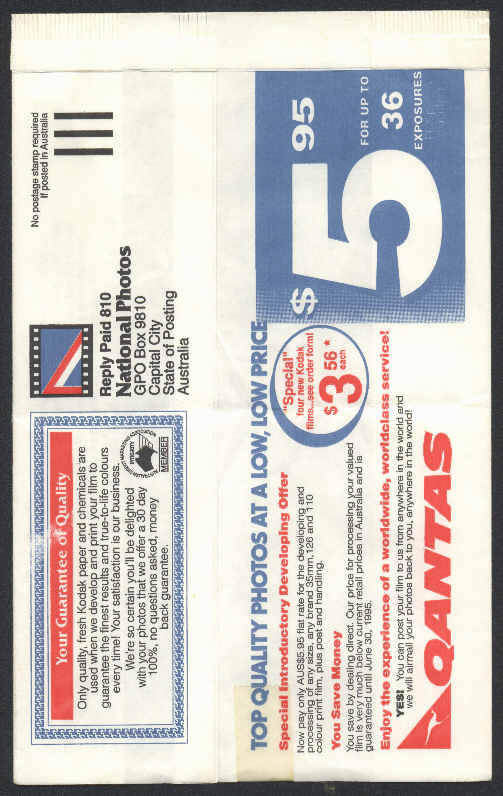 Your Guarantee of Quality
Only quality, fresh Kodak paper and chemicals are
used when we develop and print your film to
guarantee the finest results and true-to-life colours
every time! Your satisfaction is our business.
We're so certain you'll be delighted
with your photos that we offer a 30 day
100%, no questions asked, money
back guarantee.
MEMBER
No postage stamp required
if posted in Australia
Reply Paid 810
National Photos
GPO Box 9810
Capital City
State of Posting
Australia
TOP QUALITY PHOTOS AT A LOW, LOW PRICE
$5 95
FOR UP TO
36
EXPOSURES
Special Introductory Developing Offer
Now pay only AUS$5.95 flat rate for the developing and
processing of any size, any brand 35mm, 126 and 110
colour print film, plus post and handling.
"Special"
four new Kodak
films...see order form!
$3 56 *
each
You Save Money
You save by dealing direct. Our price for processing your valued
film is very much below current retail prices in Australia and is
guaranteed until June 30, 1995.
Enjoy the experience of a worldwide, worldclass service!
YES! You can post your film to us from anywhere in the world and
we will airmail your photos back to you, anywhere in the world!
QANTAS